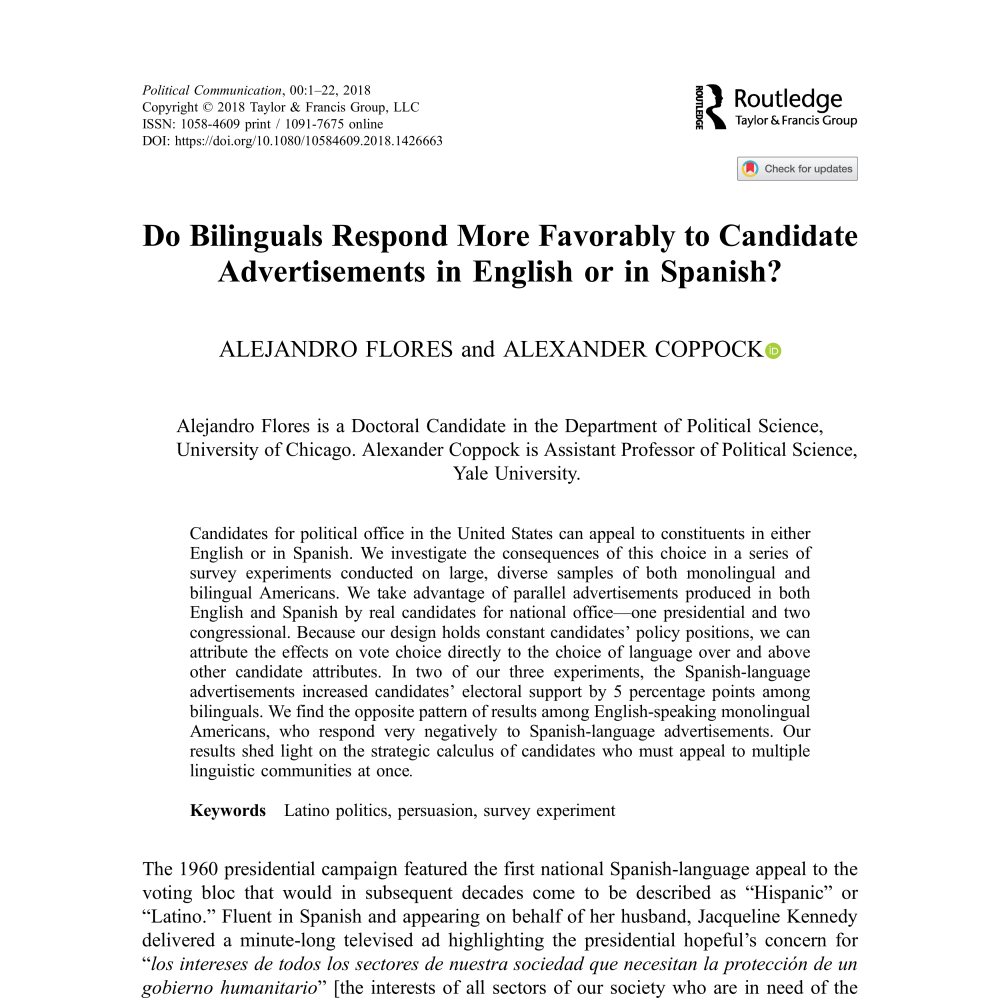 Political Communication, 00:1–22, 2018
Copyright © 2018 Taylor & Francis Group, LLC
ISSN: 1058-4609 print / 1091-7675 online
DOI: https://doi.org/10.1080/10584609.2018.1426663
ROUTLEDGE
Routledge
Taylor & Francis Group
Check for updates
Do Bilinguals Respond More Favorably to Candidate
Advertisements in English or in Spanish?
ALEJANDRO FLORES and ALEXANDER COPPOCK iD
Alejandro Flores is a Doctoral Candidate in the Department of Political Science,
University of Chicago. Alexander Coppock is Assistant Professor of Political Science,
Yale University.
Candidates for political office in the United States can appeal to constituents in either
English or in Spanish. We investigate the consequences of this choice in a series of
survey experiments conducted on large, diverse samples of both monolingual and
bilingual Americans. We take advantage of parallel advertisements produced in both
English and Spanish by real candidates for national office—one presidential and two
congressional. Because our design holds constant candidates’ policy positions, we can
attribute the effects on vote choice directly to the choice of language over and above
other candidate attributes. In two of our three experiments, the Spanish-language
advertisements increased candidates’ electoral support by 5 percentage points among
bilinguals. We find the opposite pattern of results among English-speaking monolingual
Americans, who respond very negatively to Spanish-language advertisements. Our
results shed light on the strategic calculus of candidates who must appeal to multiple
linguistic communities at once.
Keywords Latino politics, persuasion, survey experiment
The 1960 presidential campaign featured the first national Spanish-language appeal to the
voting bloc that would in subsequent decades come to be described as “Hispanic” or
“Latino.” Fluent in Spanish and appearing on behalf of her husband, Jacqueline Kennedy
delivered a minute-long televised ad highlighting the presidential hopeful’s concern for
“los intereses de todos los sectores de nuestra sociedad que necesitan la protección de un
gobierno humanitario” [the interests of all sectors of our society who are in need of the